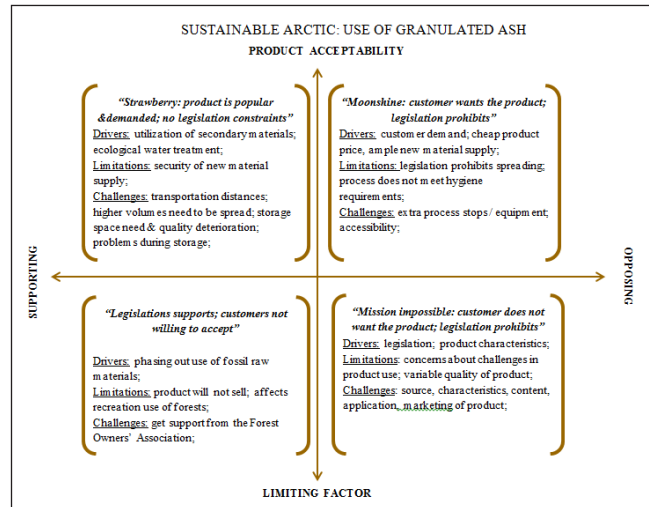 SUSTAINABLE ARCTIC: USE OF GRANULATED ASH
PRODUCT ACCEPTABILITY
“Strawberry: product is popular
&demanded; no legislation constraints”
Drivers: utilization of secondary materials;
ecological water treatment;
Limitations: security of new material
supply;
Challenges: transportation distances;
higher volumes need to be spread; storage
space need & quality deterioration;
problems during storage;
“Moonshine: customer wants the product;
legislation prohibits”
Drivers: customer demand; cheap product
price, ample new material supply;
Limitations: legislation prohibits spreading;
process does not meet hygiene
requirements;
Challenges: extra process stops / equipment;
accessibility;
SUPPORTING
OPPOSING
“Legislations supports; customers not
willing to accept”
Drivers: phasing out use of fossil raw
materials;
Limitations: product will not sell; affects
recreation use of forests;
Challenges: get support from the Forest
Owners’ Association;
“Mission impossible: customer does not
want the product; legislation prohibits”
Drivers: legislation; product characteristics;
Limitations: concerns about challenges in
product use; variable quality of product;
Challenges: source, characteristics, content,
application, marketing of product;
LIMITING FACTOR